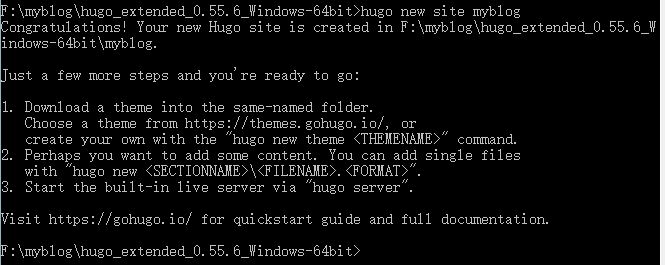 F:\myblog\hugo_extended_0.55.6_Windows-64bit>hugo new site myblog
Congratulations! Your new Hugo site is created in F:\myblog\hugo_extended_0.55.6_W
indows-64bit\myblog.
Just a few more steps and you're ready to go:
1. Download a theme into the same-named folder.
Choose a theme from https://themes.gohugo.io/, or
create your own with the "hugo new theme <THEMENAME>" command.
2. Perhaps you want to add some content. You can add single files
with "hugo new <SECTIONNAME>\<FILENAME>.<FORMAT>".
3. Start the built-in live server via "hugo server".
Visit https://gohugo.io/ for quickstart guide and full documentation.
F:\myblog\hugo_extended_0.55.6_Windows-64bit>